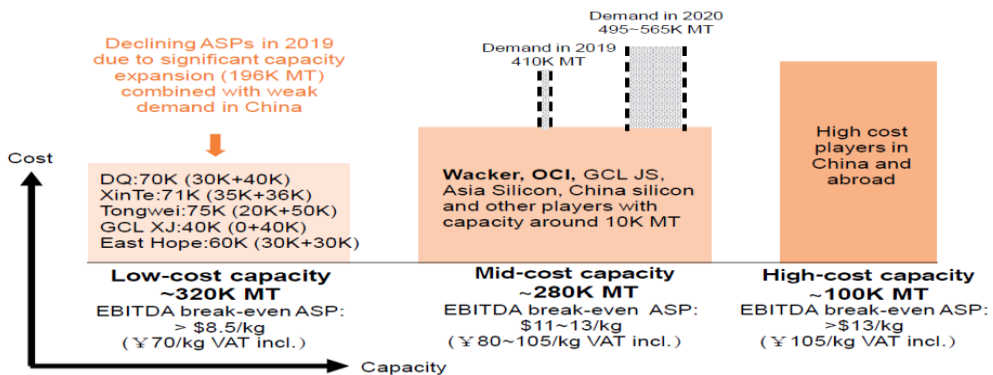 Declining ASPs in 2019
due to significant capacity
expansion (196K MT)
combined with weak
demand in China
Demand in 2019
410K MT
Demand in 2020
495~565K MT
Cost
DQ:70K (30K+40K)
XinTe:71K (35K+36K)
Tongwei:75K (20K+50K)
GCL XJ:40K (0+40K)
East Hope:60K (30K+30K)
Wacker, OCI, GCL JS,
Asia Silicon, China silicon
and other players with
capacity around 10K MT
High cost
players in
China and
abroad
Low-cost capacity
~320K MT
EBITDA break-even ASP:
> $8.5/kg
(¥70/kg VAT incl.)
Mid-cost capacity
~280K MT
EBITDA break-even ASP:
$11~13/kg
(¥80~105/kg VAT incl.)
High-cost capacity
~100K MT
EBITDA break-even ASP:
>$13/kg
(¥105/kg VAT incl.)
Capacity